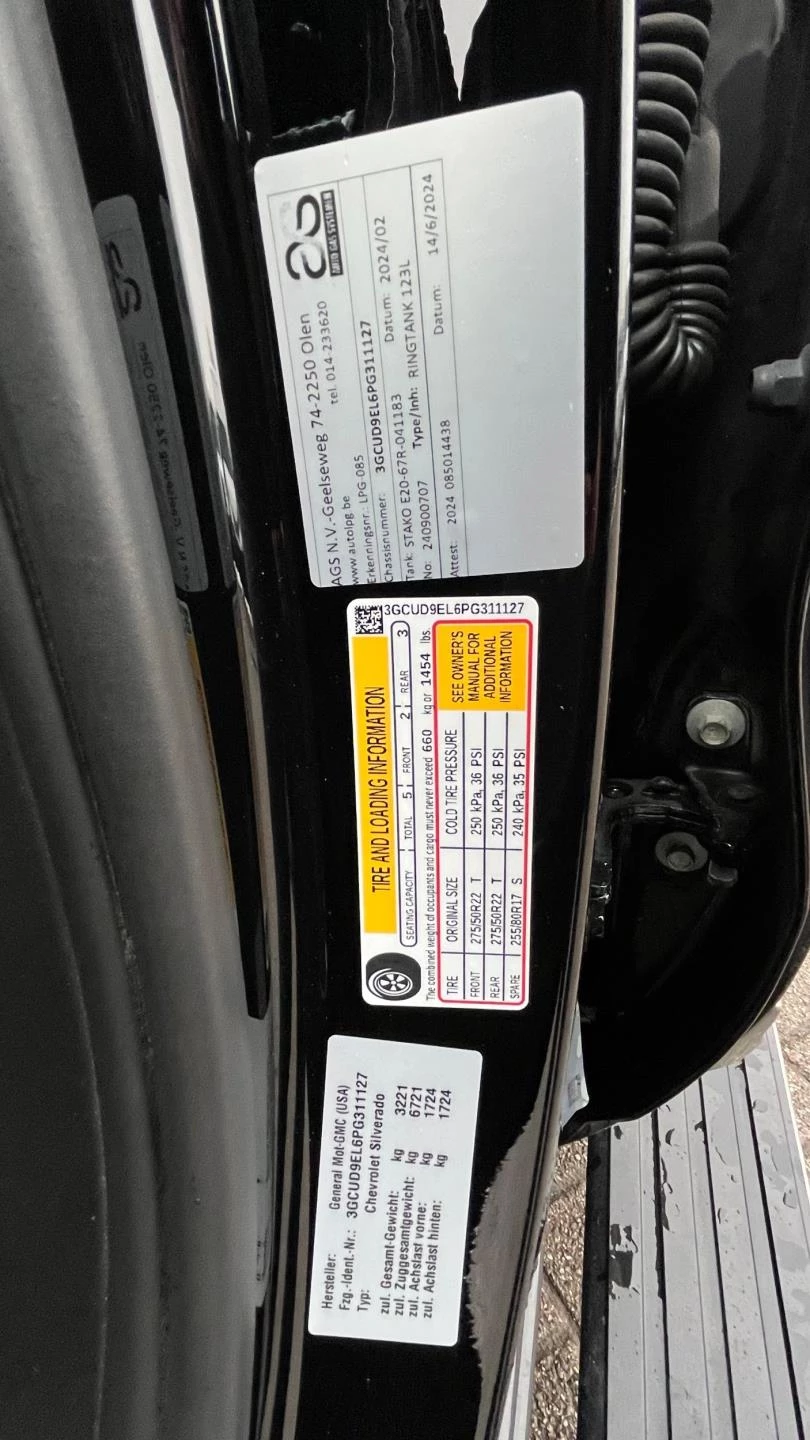 AGS N.V.-Geelseweg 74-2250 Olen
www.autolpg be tel. 014-233620
as
AUTO GAS SYSTEMEN
Erkenningsnr.: LPG-085
Chassisnummer: 3GCUD9EL6PG311127
Tank: STAKO E20-67R-041183 Datum: 2024/02
No: 240900707 Type/Inh: RINGTANK 123L
Attest: 2024 085014438 Datum: 14/6/2024
3GCUD9EL6PG311127
TIRE AND LOADING INFORMATION
SEATING CAPACITY TOTAL 5 FRONT 2 REAR 3
The combined weight of occupants and cargo must never exceed 660 kg or 1454 lbs.
TIRE ORIGINAL SIZE COLD TIRE PRESSURE
FRONT 275/50R22 T 250 kPa, 36 PSI
REAR 275/50R22 T 250 kPa, 36 PSI
SPARE 255/80R17 S 240 kPa, 35 PSI
SEE OWNER'S
MANUAL FOR
ADDITIONAL
INFORMATION
Hersteller: General Mot-GMC (USA)
Fzg.-Ident.-Nr.: 3GCUD9EL6PG311127
Typ: Chevrolet Silverado
zul. Gesamt-Gewicht: kg 3221
zul. Zuggesamtgewicht: kg 6721
zul. Achslast vorne: kg 1724
zul. Achslast hinten: kg 1724